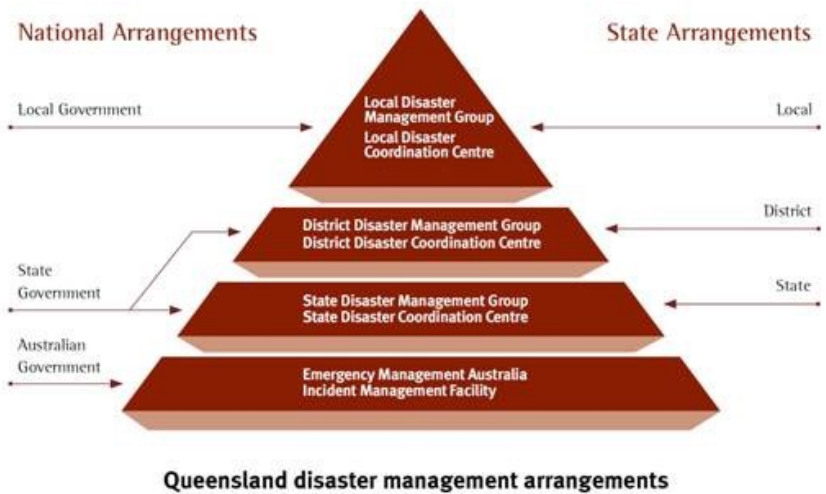 National Arrangements
State Arrangements
Local Government
Local Disaster
Management Group
Local Disaster
Coordination Centre
Local
District Disaster Management Group
District Disaster Coordination Centre
District
State
Government
State Disaster Management Group
State Disaster Coordination Centre
State
Australian
Government
Emergency Management Australia
Incident Management Facility
Queensland disaster management arrangements